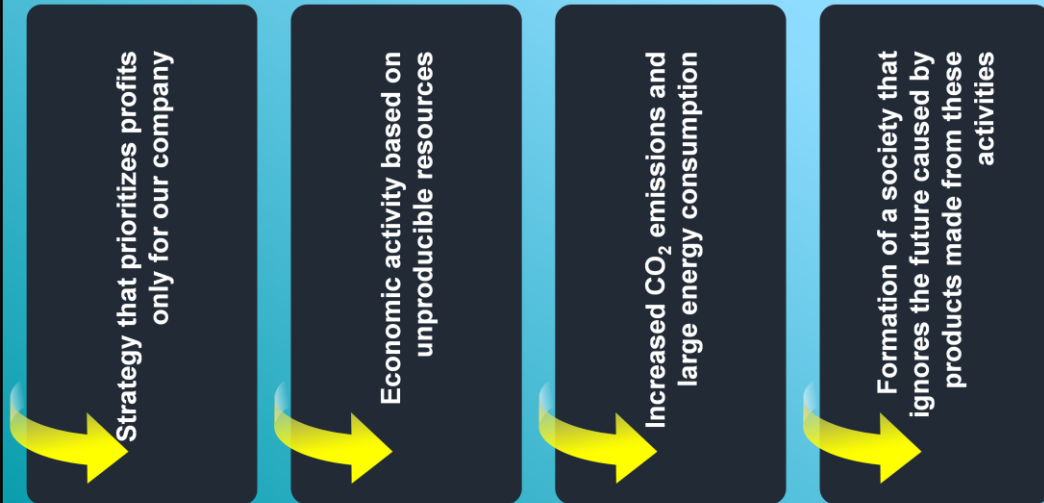 Strategy that prioritizes profits
only for our company
Economic activity based on
unproducible resources
Increased CO₂ emissions and
large energy consumption
Formation of a society that
ignores the future caused by
products made from these
activities